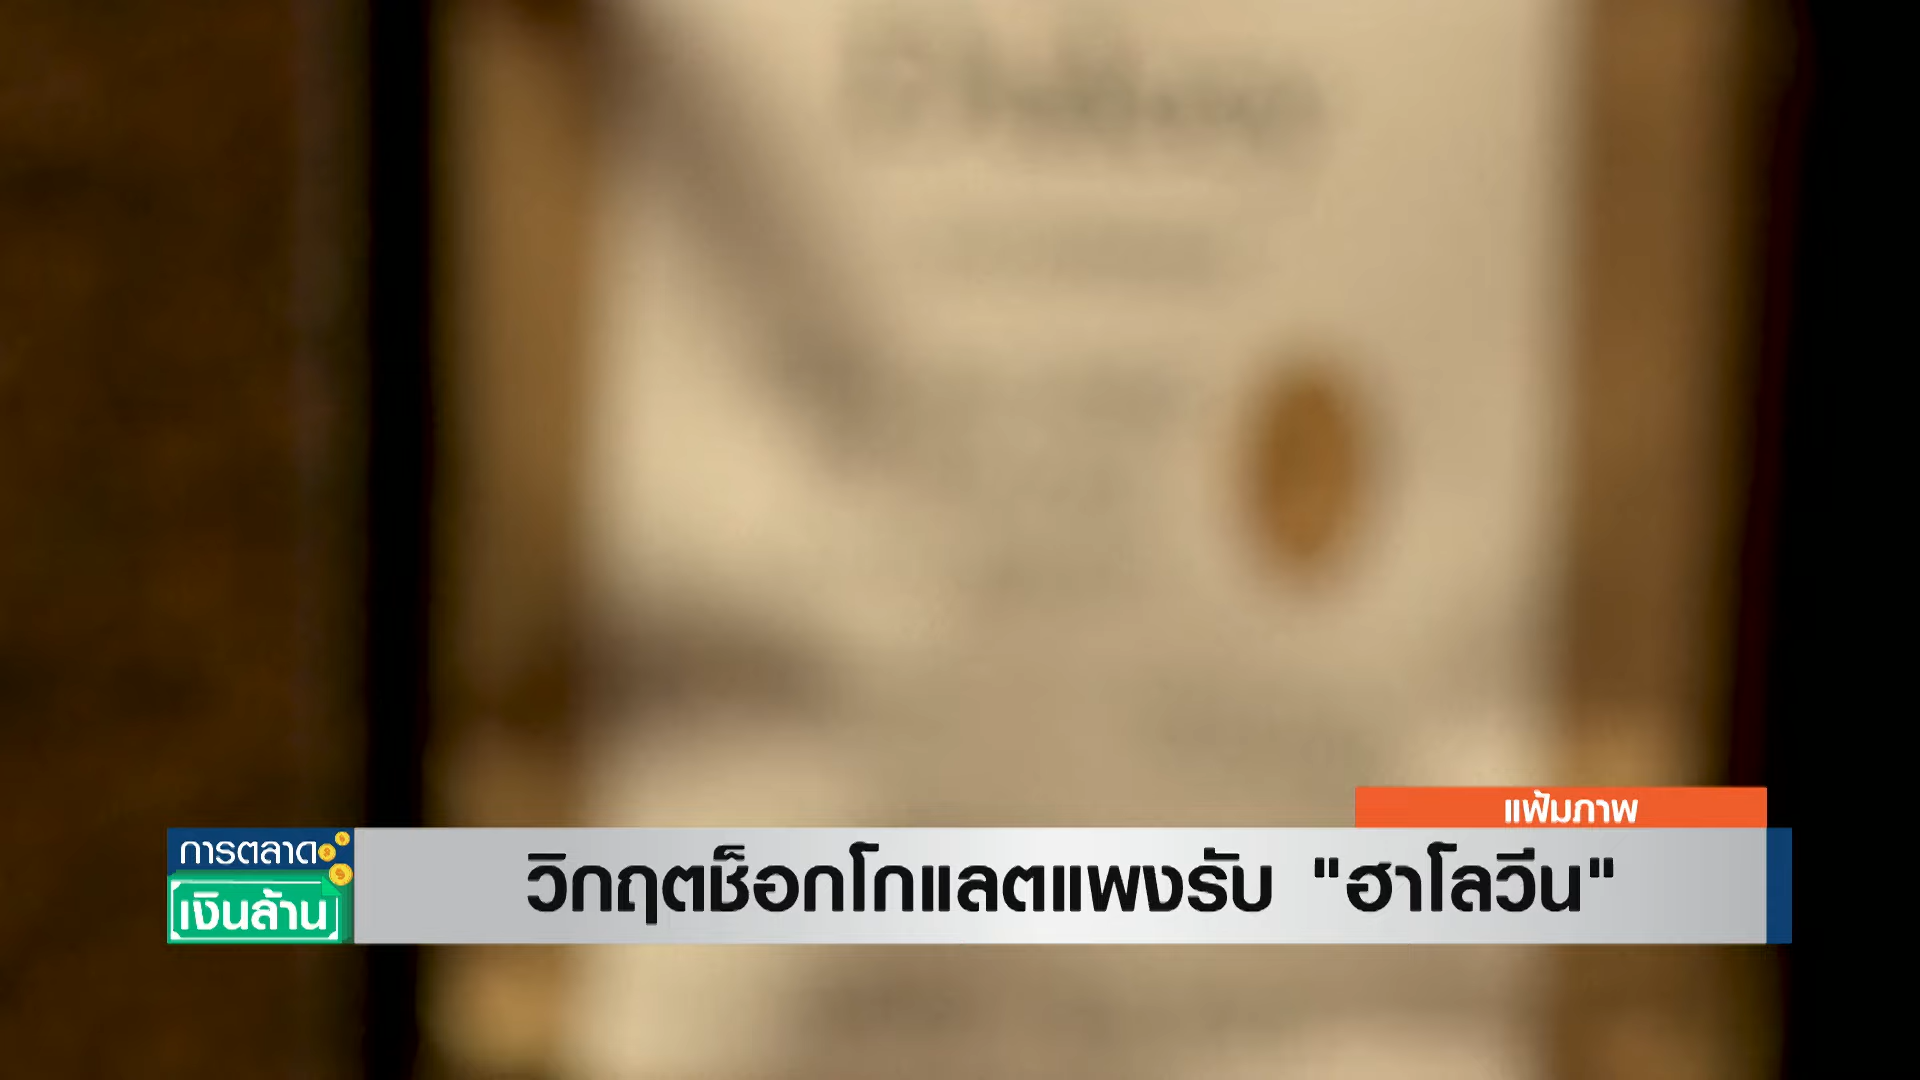 แฟ้มภาพ
การตลาด
เงินล้าน
วิกฤตช็อกโกแลตแพงรับ "ฮาโลวีน"